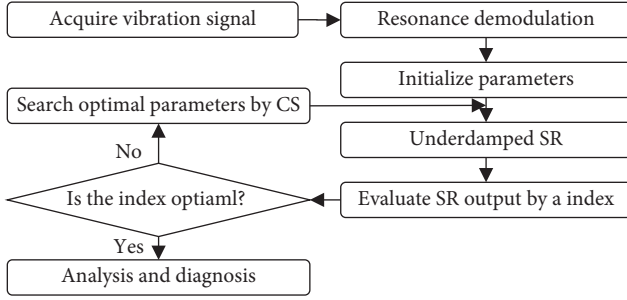 Acquire vibration signal
Resonance demodulation
Initialize parameters
Search optimal parameters by CS
Underdamped SR
No
Is the index optiaml?
Evaluate SR output by a index
Yes
Analysis and diagnosis